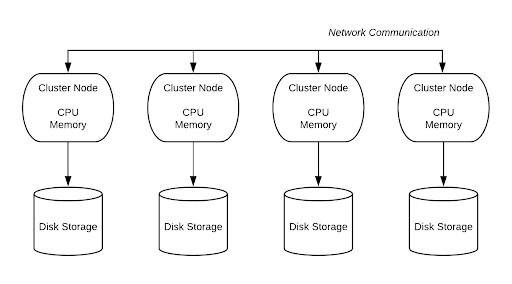 Network Communication
Cluster Node
CPU
Memory
Cluster Node
CPU
Memory
Cluster Node
CPU
Memory
Cluster Node
CPU
Memory
Disk Storage
Disk Storage
Disk Storage
Disk Storage